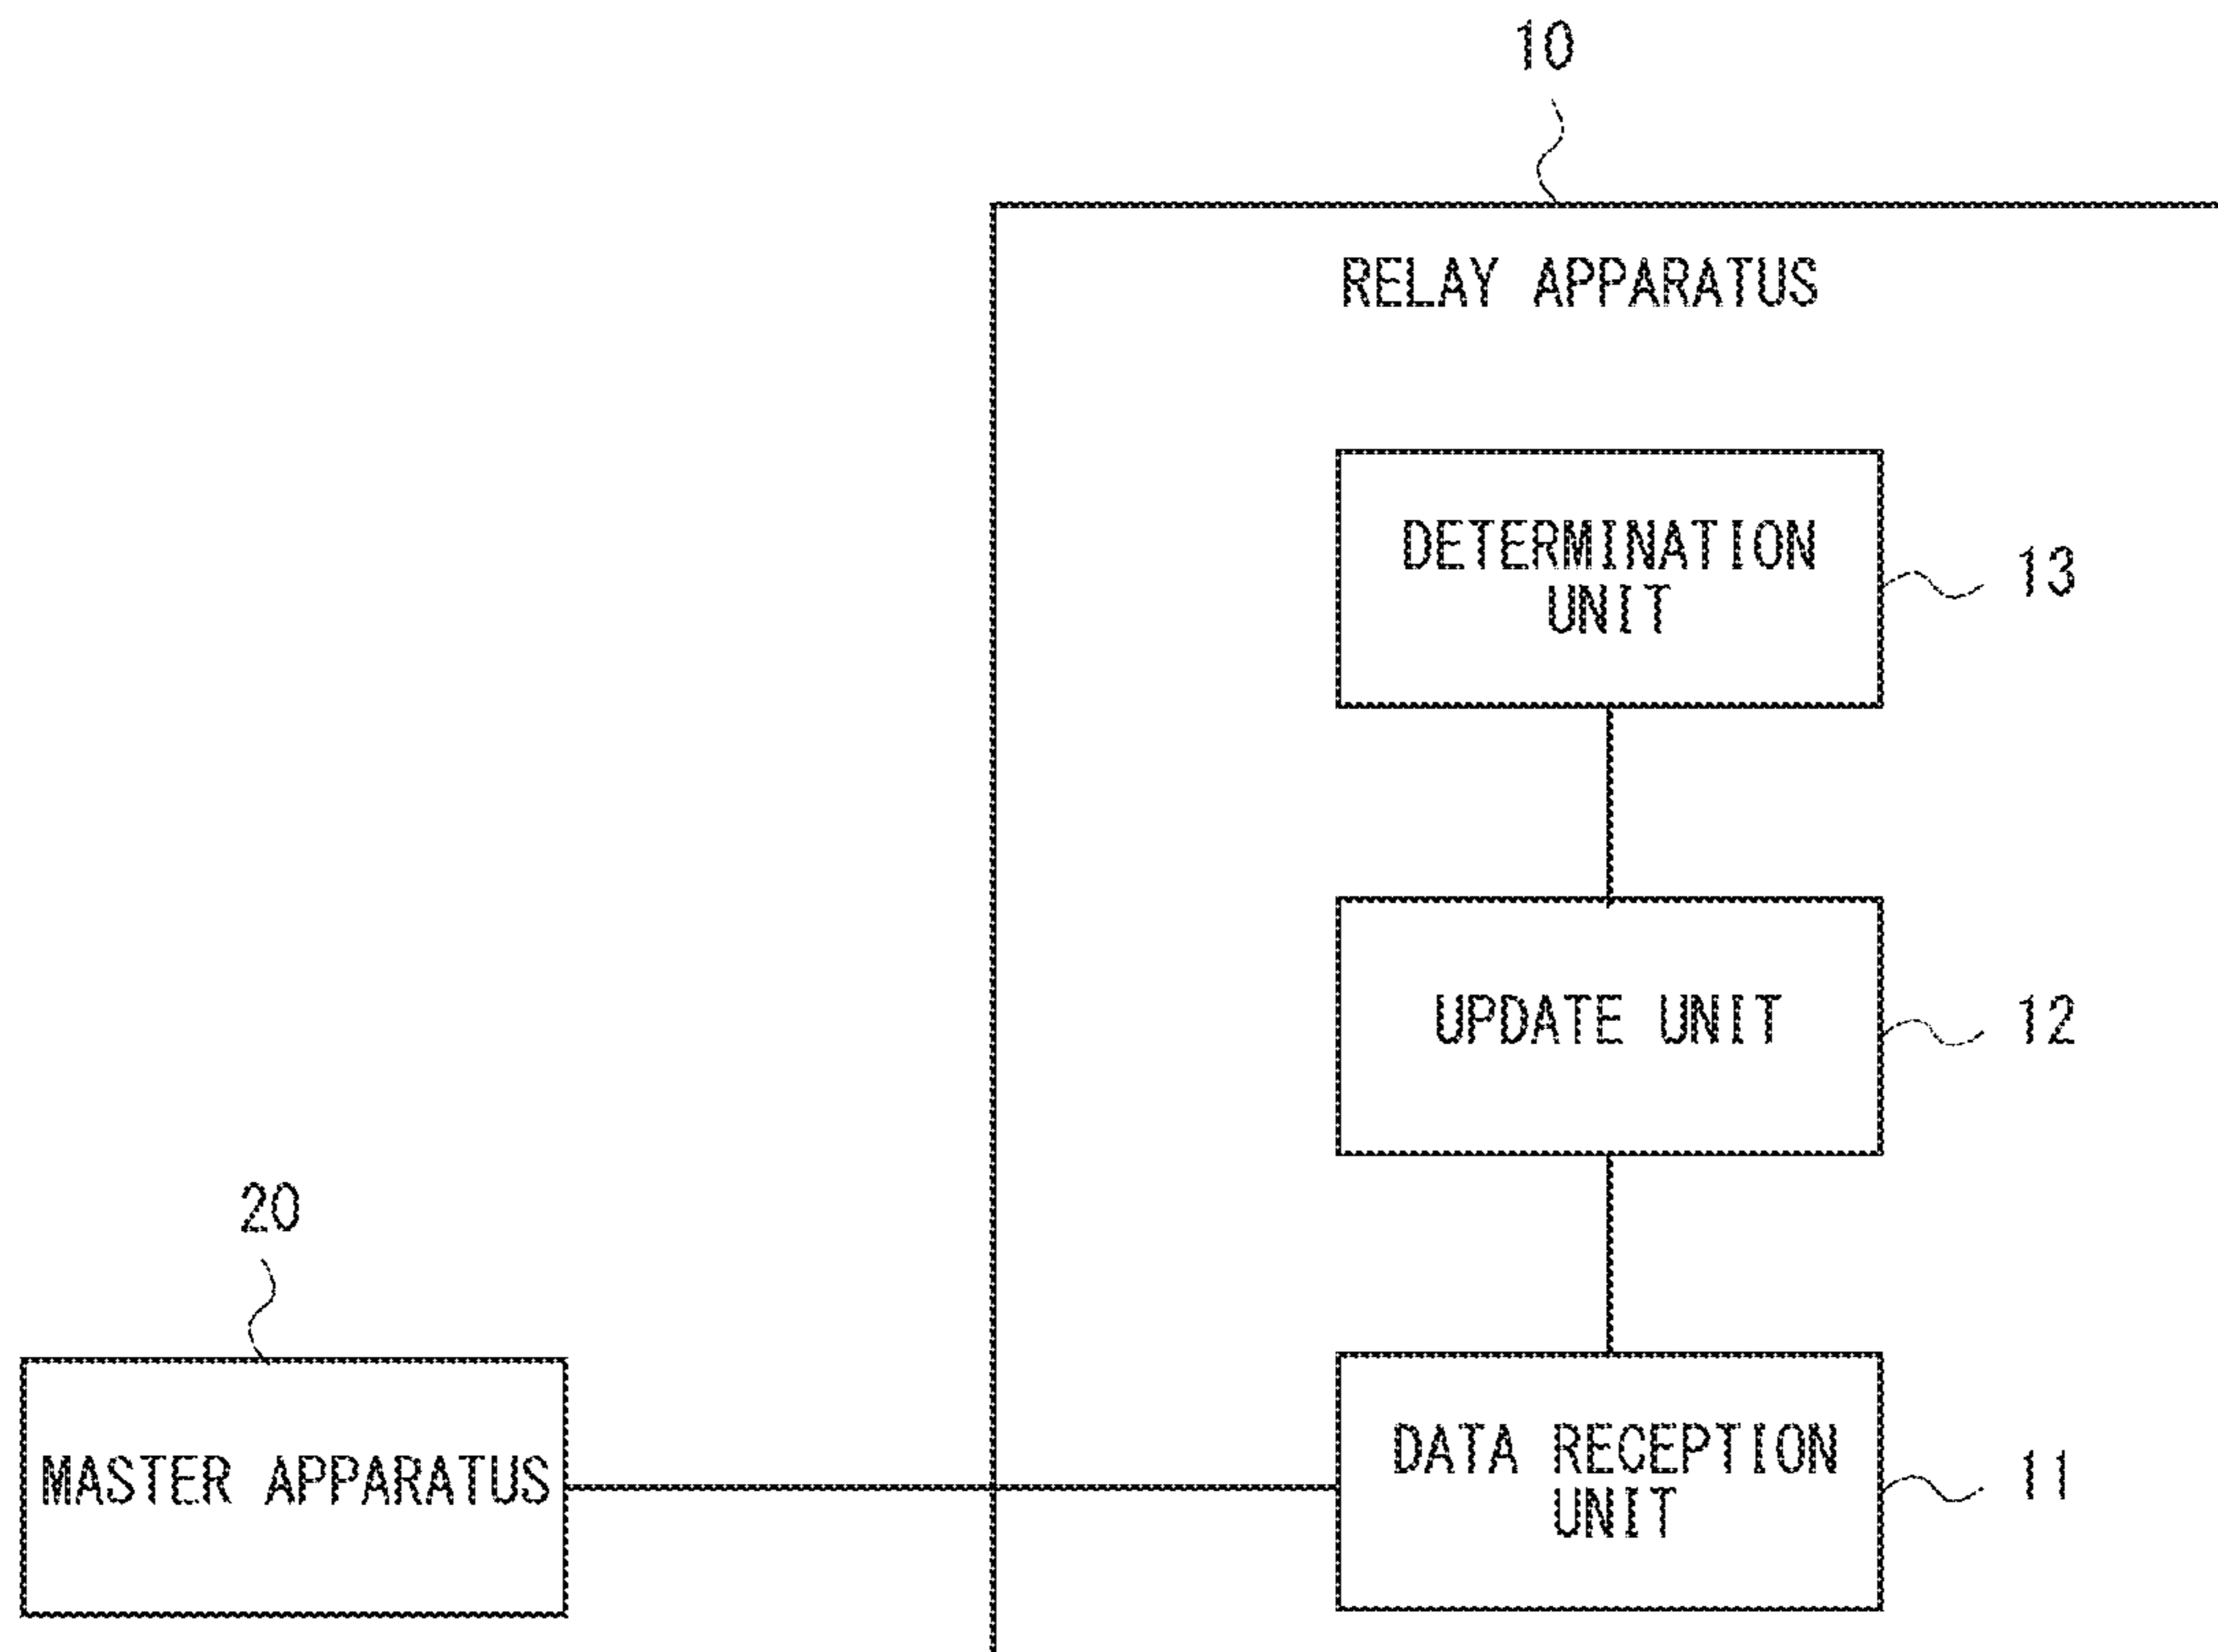 10
RELAY APPARATUS
DETERMINATION
UNIT
13
UPDATE UNIT
12
20
MASTER APPARATUS
DATA RECEPTION
UNIT
11